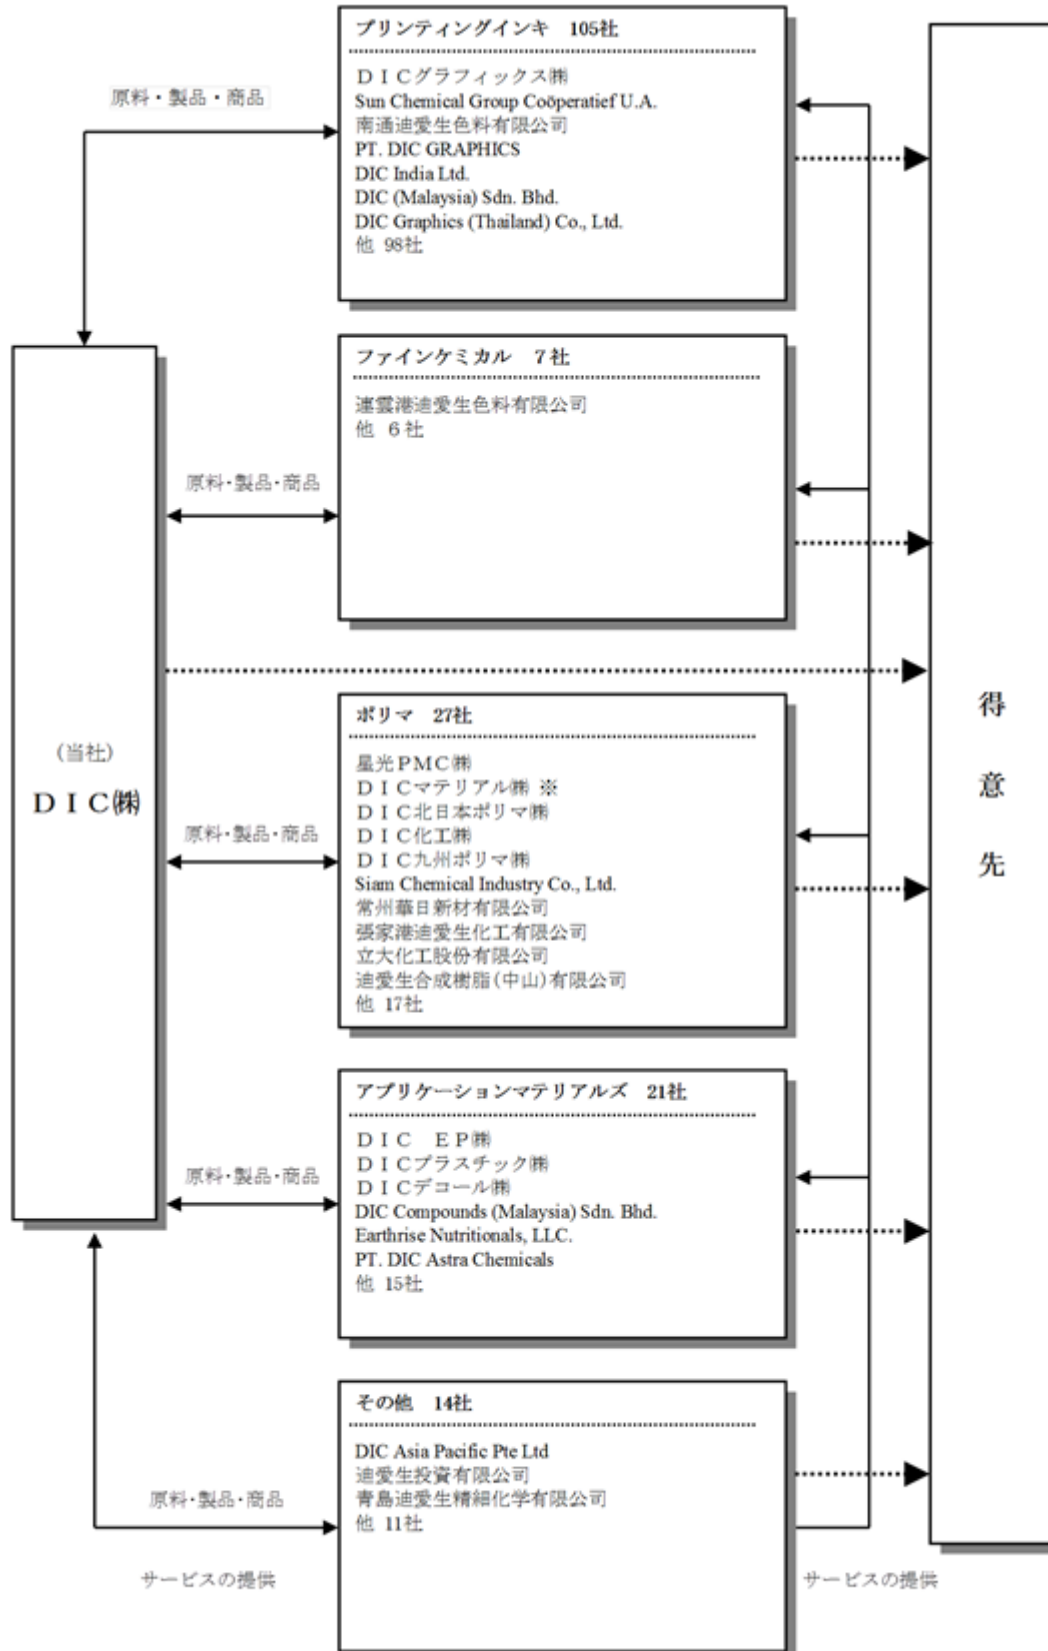 プリンティングインキ　105社
ＤＩＣグラフィックス㈱
Sun Chemical Group Coöperatief U.A.
南通迪愛生色料有限公司
PT. DIC GRAPHICS
DIC India Ltd.
DIC (Malaysia) Sdn. Bhd.
DIC Graphics (Thailand) Co., Ltd.
他 98社
原料・製品・商品
ファインケミカル　７社
連雲港迪愛生色料有限公司
他 ６社
原料・製品・商品
(当社)
ＤＩＣ㈱
ポリマ　27社
星光ＰＭＣ㈱
ＤＩＣマテリアル㈱ ※
ＤＩＣ北日本ポリマ㈱
ＤＩＣ化工㈱
ＤＩＣ九州ポリマ㈱
Siam Chemical Industry Co., Ltd.
常州華日新材有限公司
張家港迪愛生化工有限公司
立大化工股份有限公司
迪愛生合成樹脂(中山)有限公司
他 17社
原料・製品・商品
得意先
アプリケーションマテリアルズ　21社
ＤＩＣ　ＥＰ㈱
ＤＩＣプラスチック㈱
ＤＩＣデコール㈱
DIC Compounds (Malaysia) Sdn. Bhd.
Earthrise Nutritionals, LLC.
PT. DIC Astra Chemicals
他 15社
原料・製品・商品
その他　14社
DIC Asia Pacific Pte Ltd
迪愛生投資有限公司
青島迪愛生精細化学有限公司
他 11社
原料・製品・商品
サービスの提供
サービスの提供